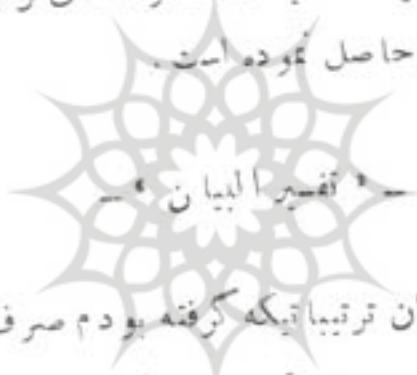 حاصل نموده است .
ـ « تفسیر البیان » ـ
ن ترتیباتیکه گرفته بودم صرف